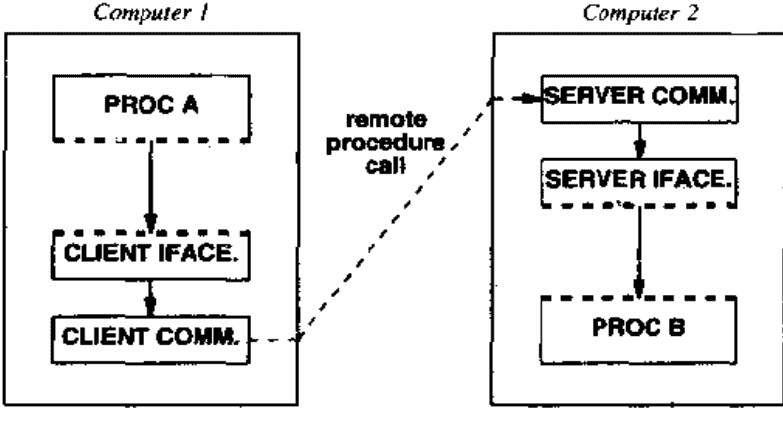 Computer 1
Computer 2
PROC A
CLIENT IFACE.
CLIENT COMM.
remote
procedure
call
SERVER COMM.
SERVER IFACE.
PROC B